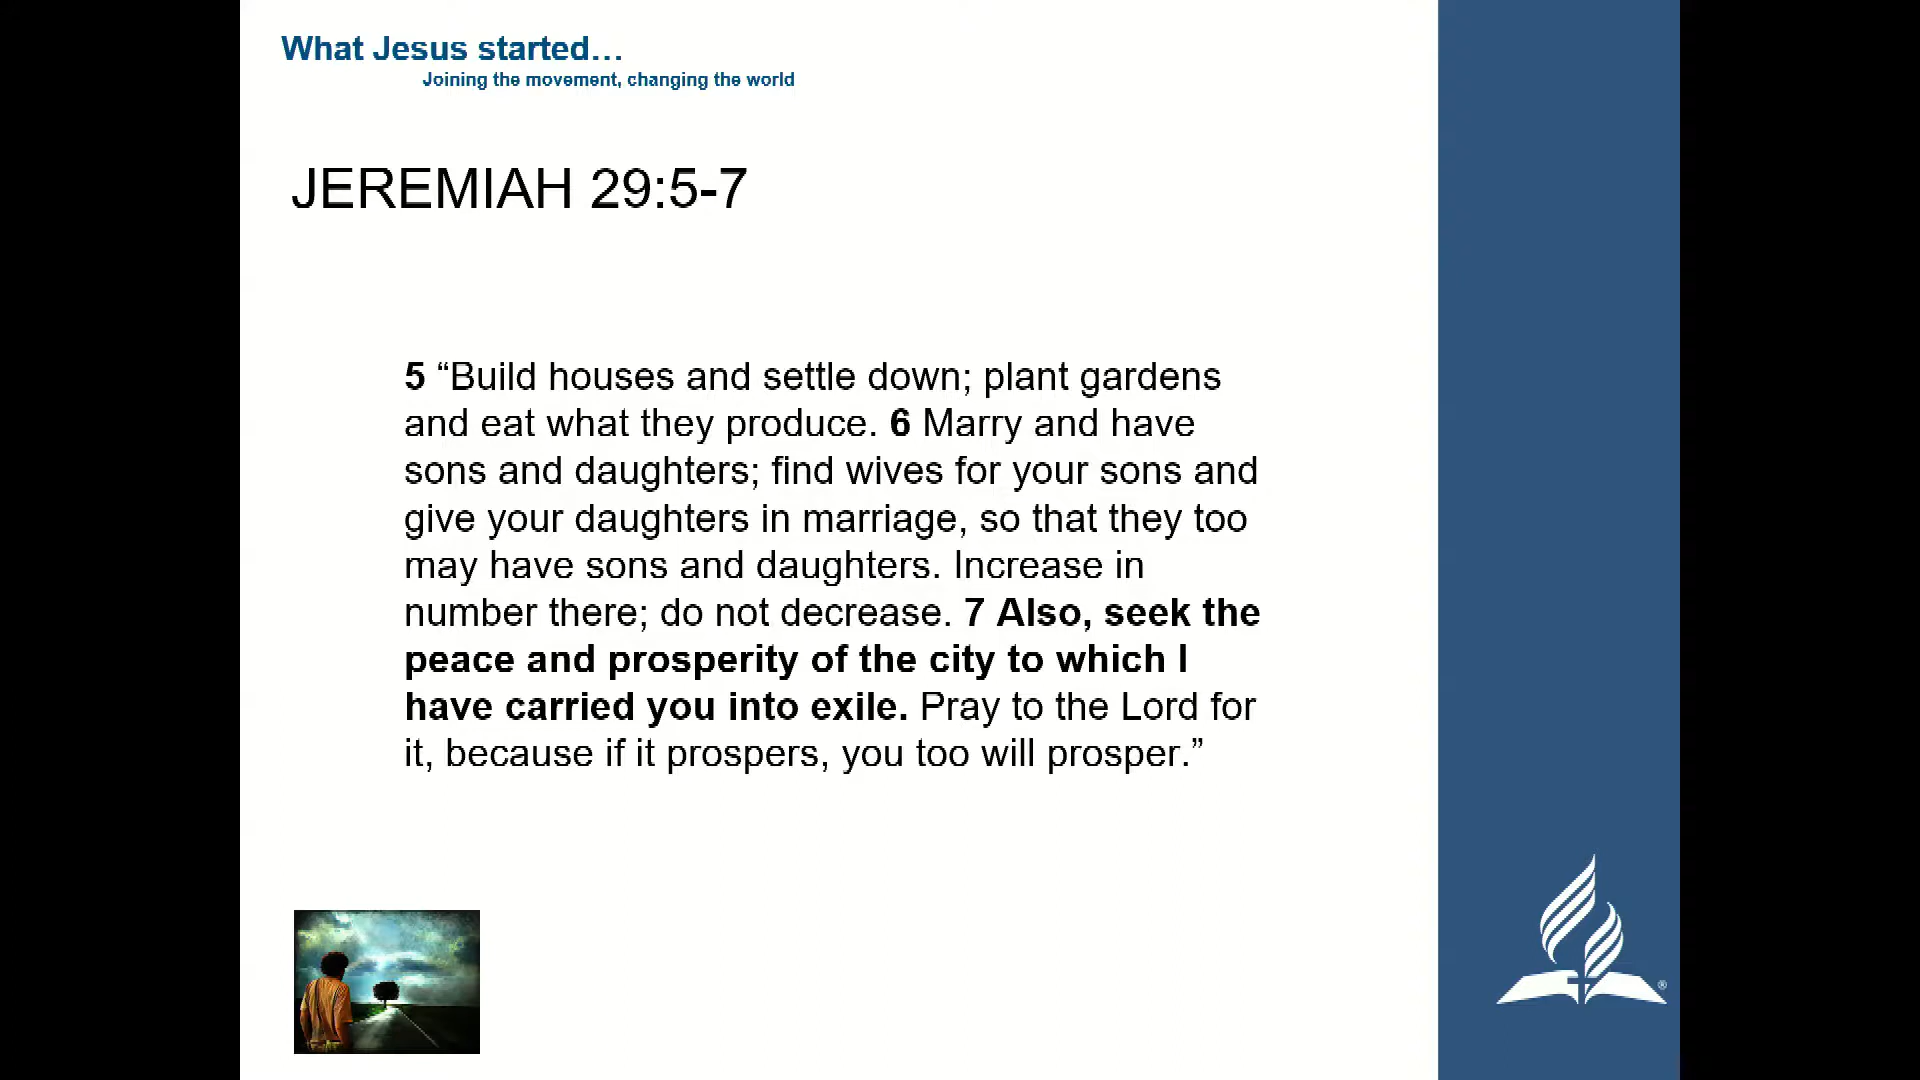 What Jesus started…
Joining the movement, changing the world
JEREMIAH 29:5-7
5 “Build houses and settle down; plant gardens
and eat what they produce. 6 Marry and have
sons and daughters; find wives for your sons and
give your daughters in marriage, so that they too
may have sons and daughters. Increase in
number there; do not decrease. 7 Also, seek the
peace and prosperity of the city to which I
have carried you into exile. Pray to the Lord for
it, because if it prospers, you too will prosper.”
®